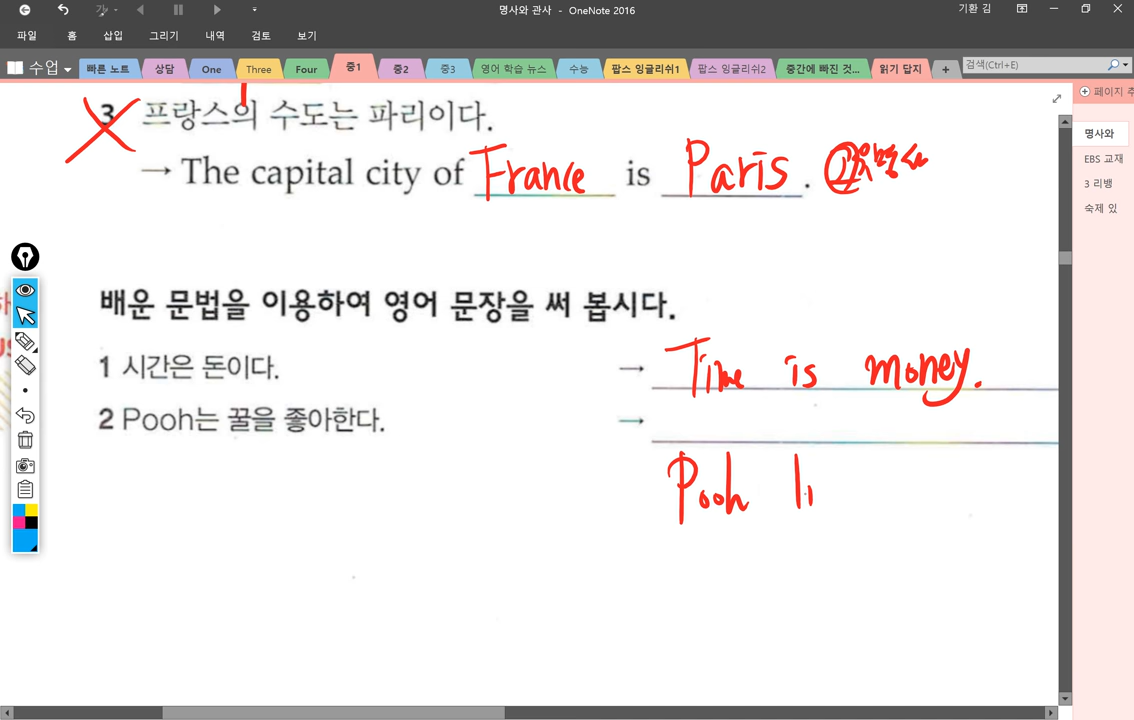 명사와 관사 - OneNote 2016
기환 김
파일 홈 삽입 그리기 내역 검토 보기
수업 빠른 노트 상담 One Three Four 중1 중2 중3 영어 학습 뉴스 수능 팝스 잉글리쉬1 팝스 잉글리쉬2 중간에 빠진 것... 읽기 답지 + 검색(Ctrl+E)
페이지 추
명사와
EBS 교재
3 리뱅
숙제 있
3 프랑스의 수도는 파리이다.
→ The capital city of France is Paris.
배운 문법을 이용하여 영어 문장을 써 봅시다.
1 시간은 돈이다. → Time is money.
2 Pooh는 꿀을 좋아한다. →
Pooh li